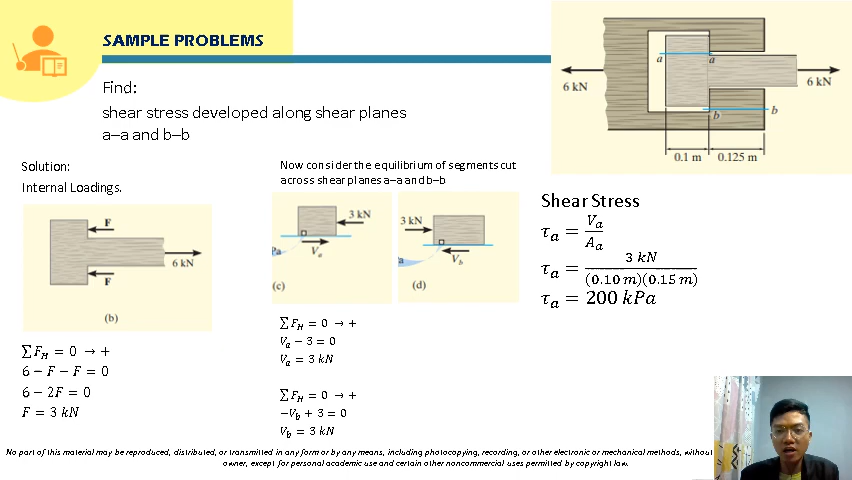 SAMPLE PROBLEMS
Find:
shear stress developed along shear planes
a–a and b–b
Solution:
Internal Loadings.
F
6 kN
F
(b)
∑F_H = 0 → +
6 − F − F = 0
6 − 2F = 0
F = 3 kN
Now consider the equilibrium of segments cut
across shear planes a–a and b–b
3 kN
V_a
(c)
3 kN
V_b
(d)
∑F_H = 0 → +
V_a − 3 = 0
V_a = 3 kN
∑F_H = 0 → +
−V_b + 3 = 0
V_b = 3 kN
a a
6 kN 6 kN
b b
0.1 m 0.125 m
Shear Stress
τ_a = V_a / A_a
τ_a = 3 kN / (0.10 m)(0.15 m)
τ_a = 200 kPa
No part of this material may be reproduced, distributed, or transmitted in any form or by any means, including photocopying, recording, or other electronic or mechanical methods, without
owner, except for personal academic use and certain other noncommercial uses permitted by copyright law.